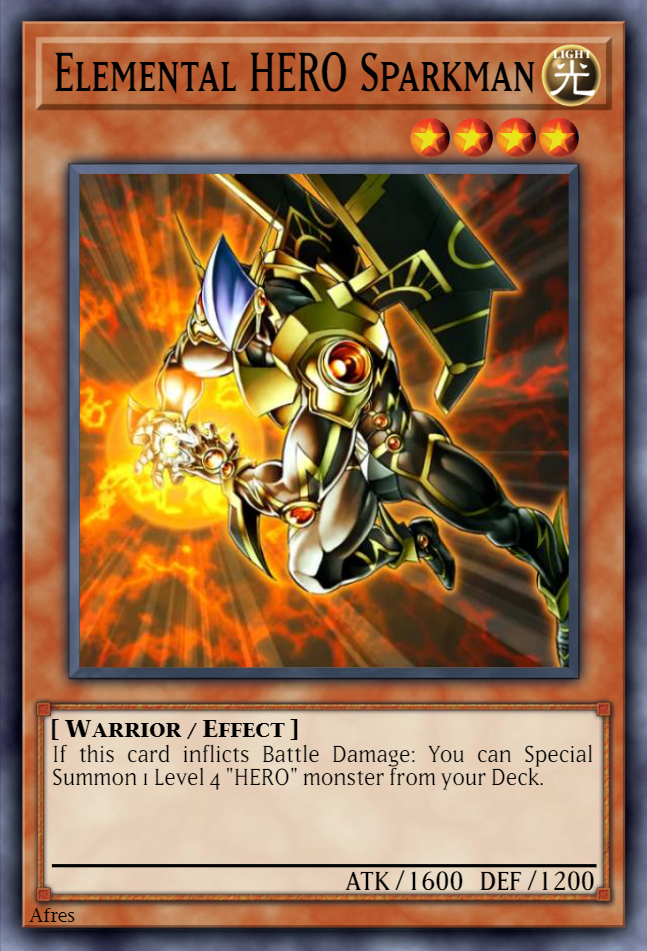 Elemental HERO Sparkman
LIGHT
光
[ Warrior / Effect ]
If this card inflicts Battle Damage: You can Special
Summon 1 Level 4 "HERO" monster from your Deck.
ATK / 1600 DEF / 1200
Afres